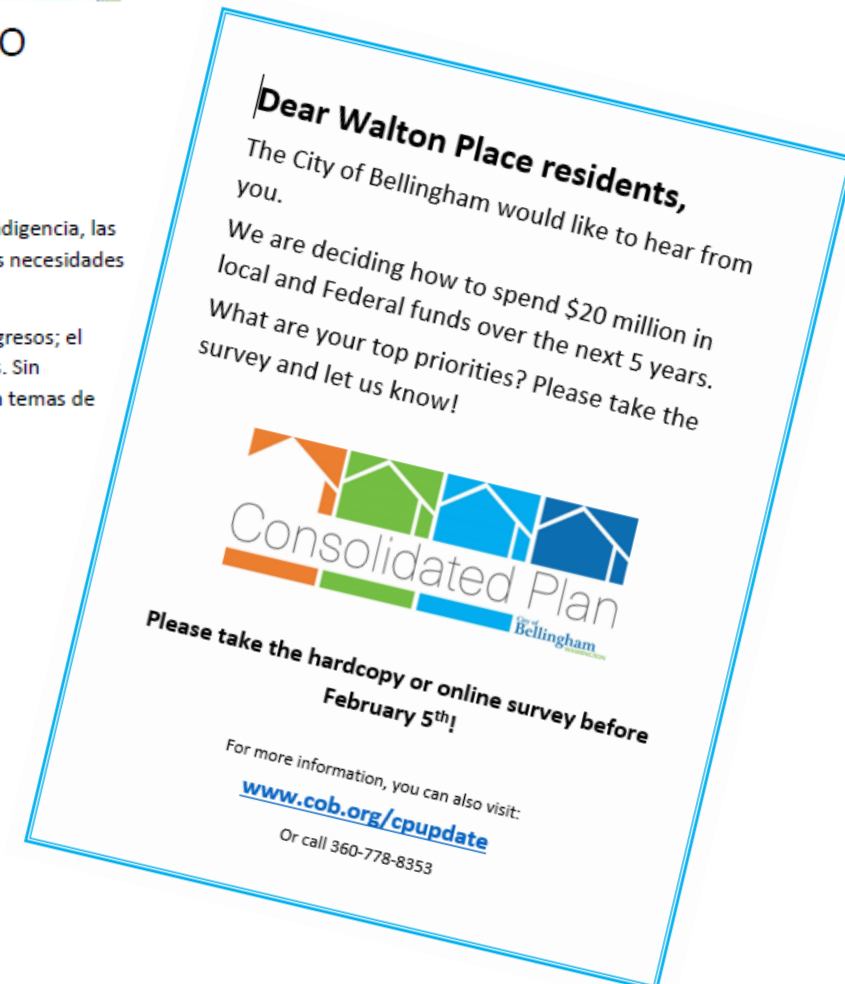 O
digencia, las
necesidades
gresos; el
Sin
temas de
Dear Walton Place residents,
The City of Bellingham would like to hear from
you.
We are deciding how to spend $20 million in
local and Federal funds over the next 5 years.
What are your top priorities? Please take the
survey and let us know!
Consolidated Plan
City of
Bellingham
WASHINGTON
Please take the hardcopy or online survey before
February 5th!
For more information, you can also visit:
www.cob.org/cpupdate
Or call 360-778-8353